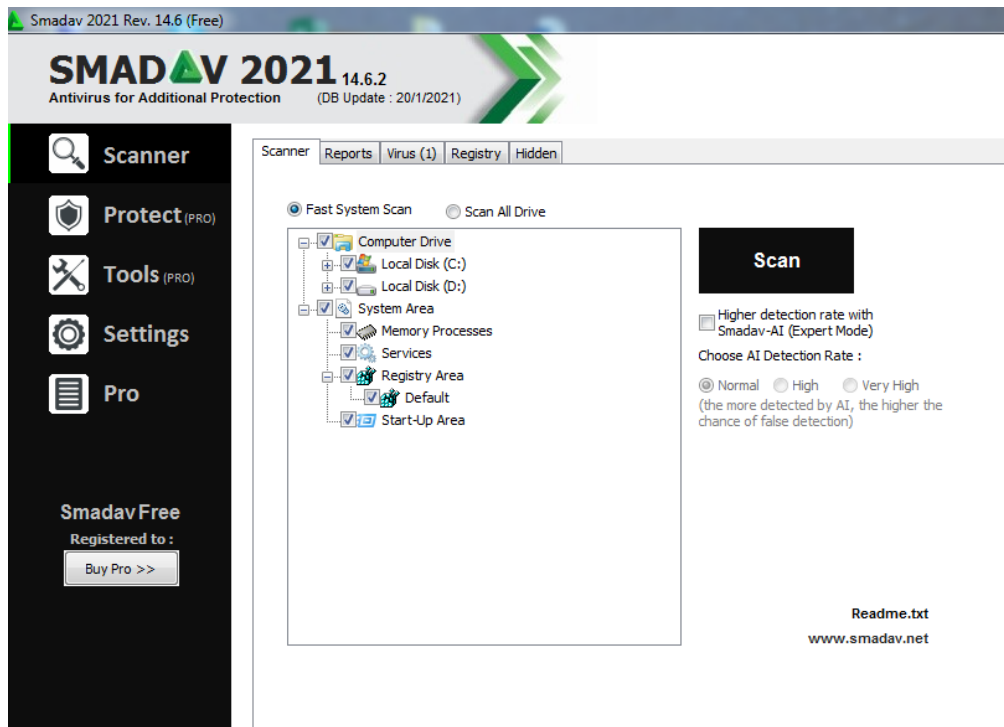 Smadav 2021 Rev. 14.6 (Free)
SMADAV 2021 14.6.2
Antivirus for Additional Protection (DB Update : 20/1/2021)
Scanner
Protect (PRO)
Tools (PRO)
Settings
Pro
Smadav Free
Registered to :
Buy Pro >>
Scanner Reports Virus (1) Registry Hidden
Fast System Scan Scan All Drive
Computer Drive
Local Disk (C:)
Local Disk (D:)
System Area
Memory Processes
Services
Registry Area
Default
Start-Up Area
Scan
Higher detection rate with
Smadav-AI (Expert Mode)
Choose AI Detection Rate :
Normal High Very High
(the more detected by AI, the higher the
chance of false detection)
Readme.txt
www.smadav.net